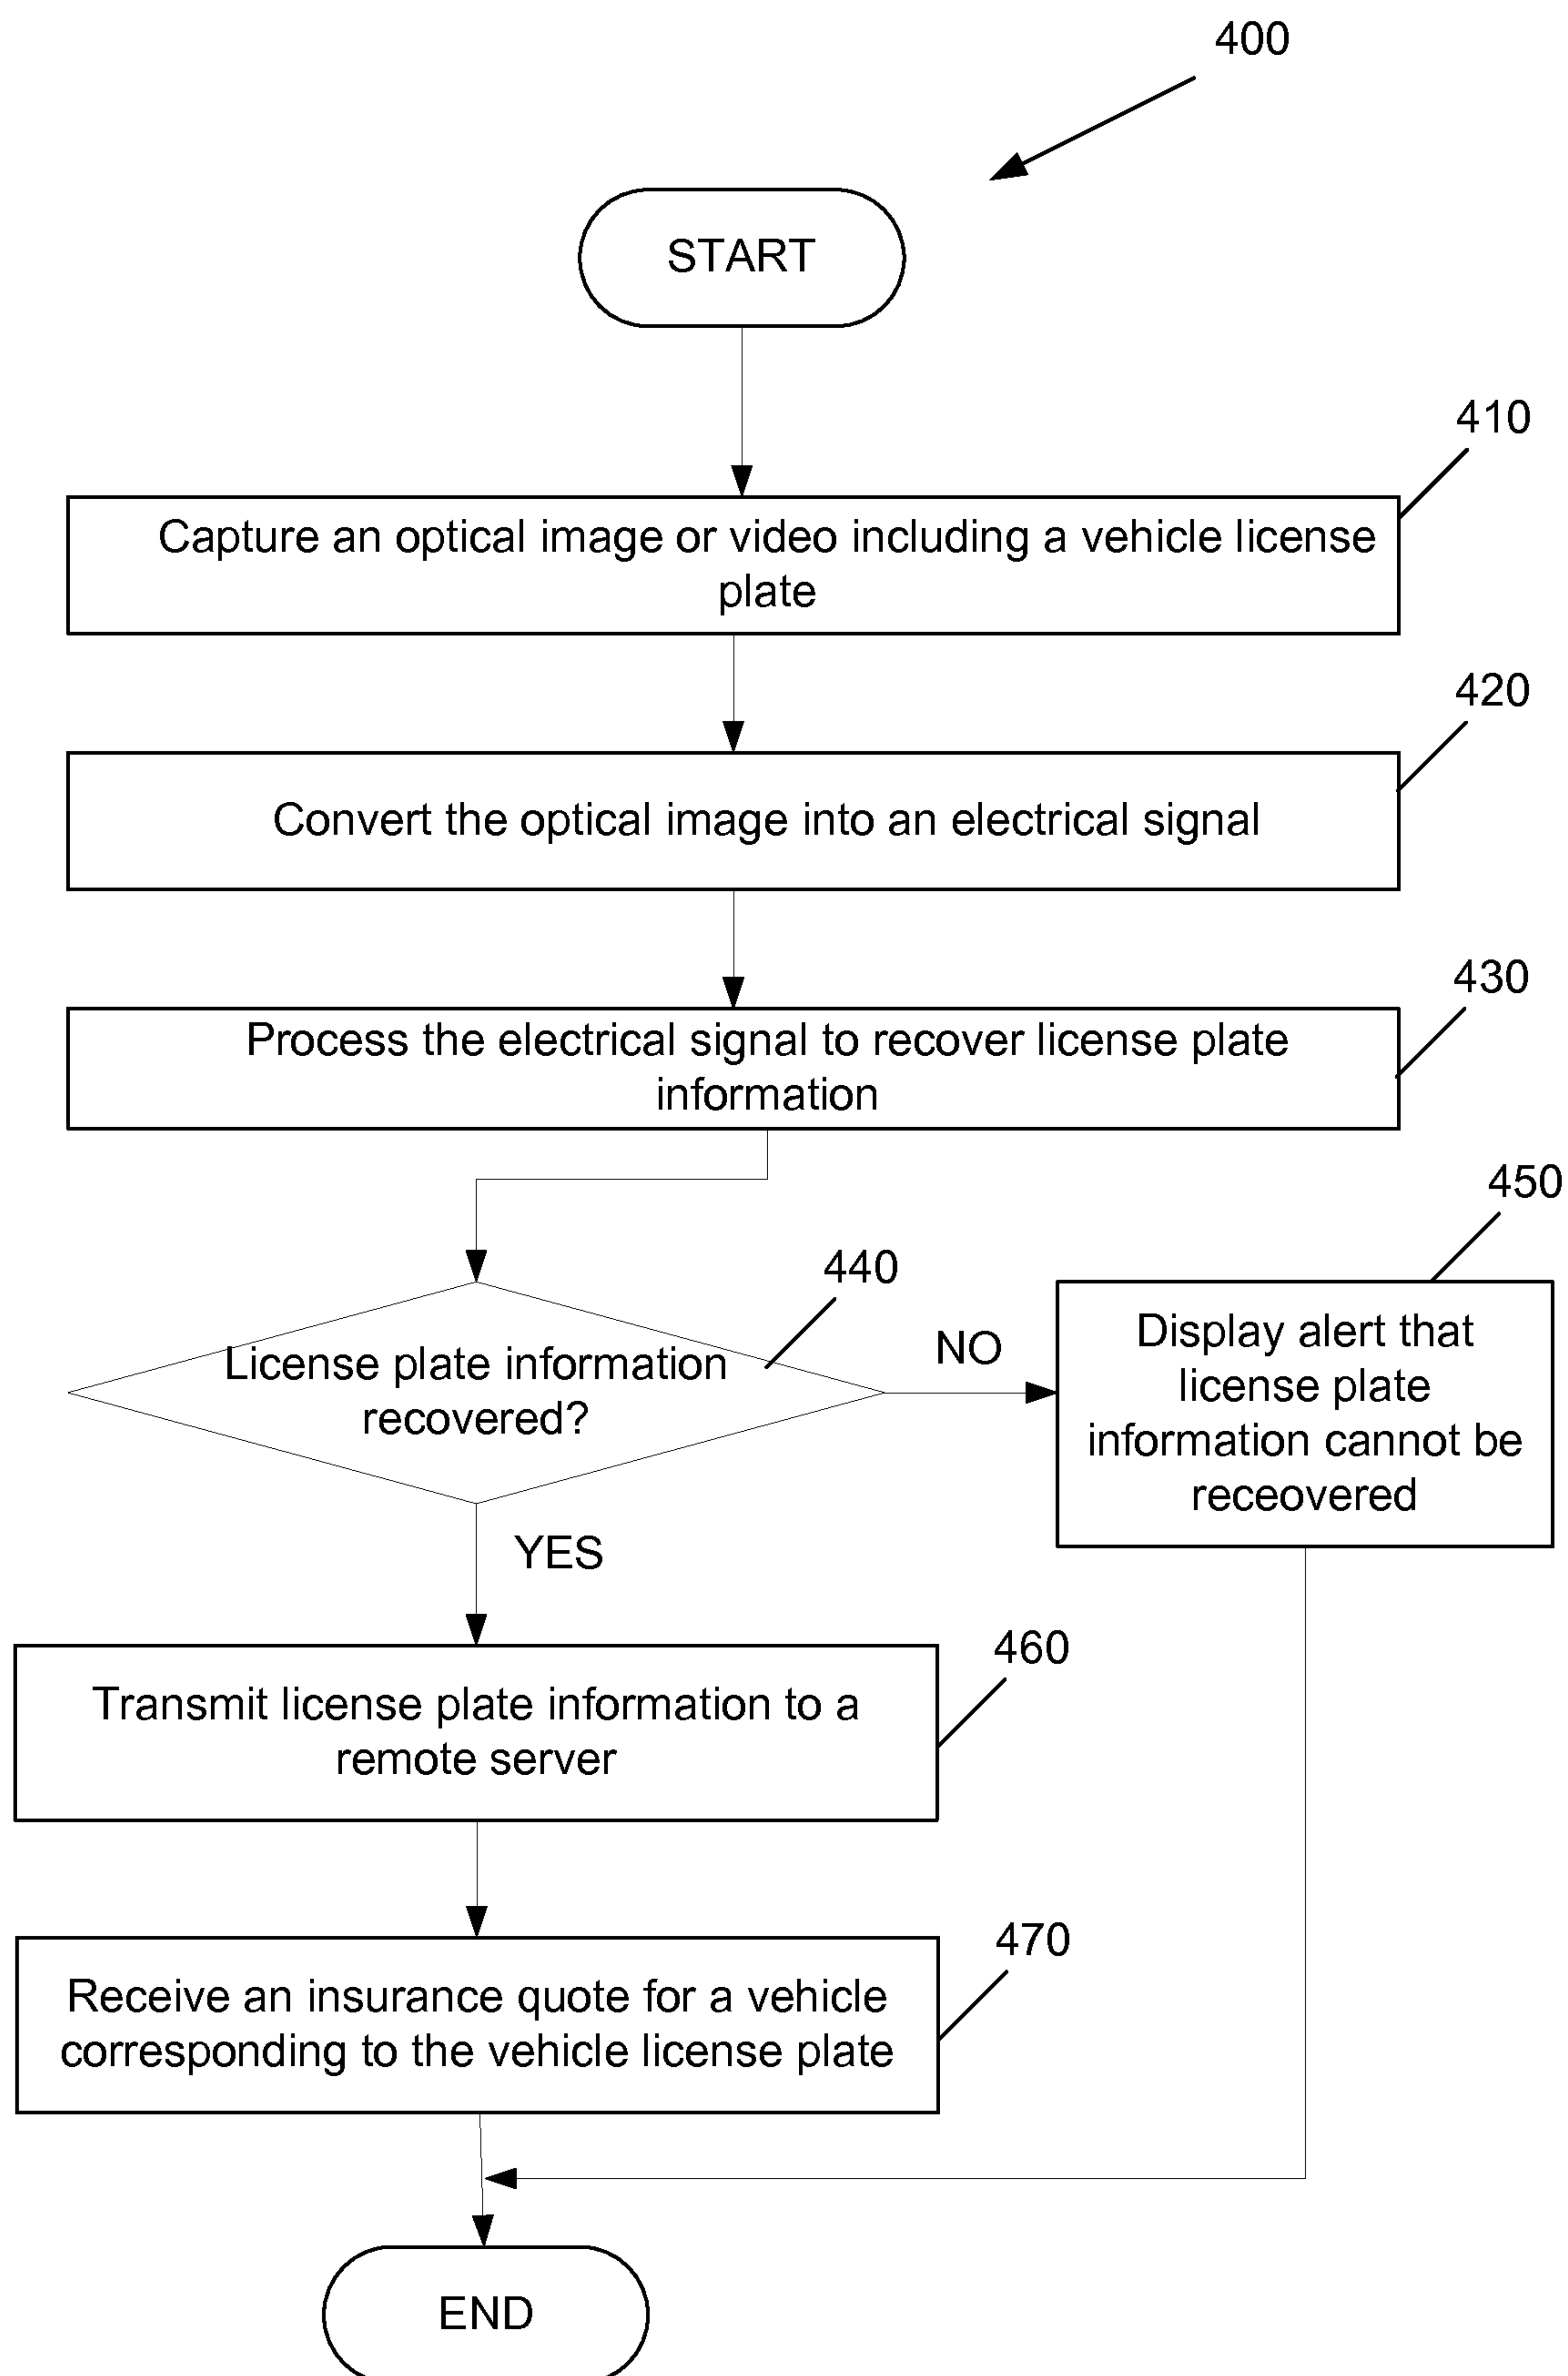 400
START
410
Capture an optical image or video including a vehicle license
plate
420
Convert the optical image into an electrical signal
430
Process the electrical signal to recover license plate
information
440
License plate information
recovered?
NO
450
Display alert that
license plate
information cannot be
receovered
YES
460
Transmit license plate information to a
remote server
470
Receive an insurance quote for a vehicle
corresponding to the vehicle license plate
END